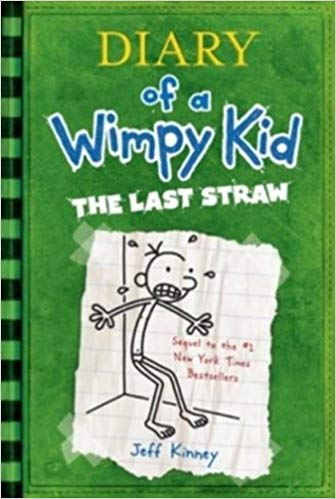 DIARY
of a
Wimpy Kid
THE LAST STRAW
Sequel to the #1
New York Times
Bestsellers
Jeff Kinney